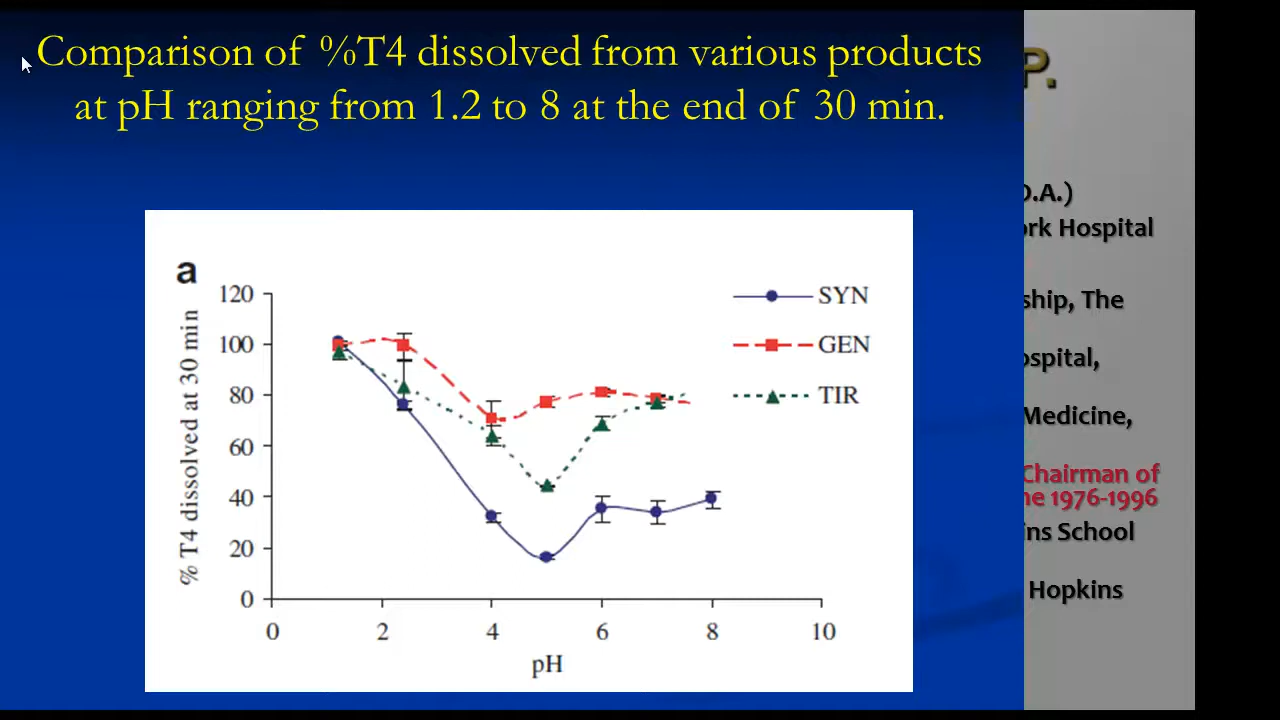 Comparison of %T4 dissolved from various products
at pH ranging from 1.2 to 8 at the end of 30 min.
P.
a
% T4 dissolved at 30 min
120
100
80
60
40
20
0
0 2 4 6 8 10
pH
SYN
GEN
TIR
O.A.)
ork Hospital
ship, The
ospital,
Medicine,
Chairman of
ne 1976-1996
ins School
Hopkins